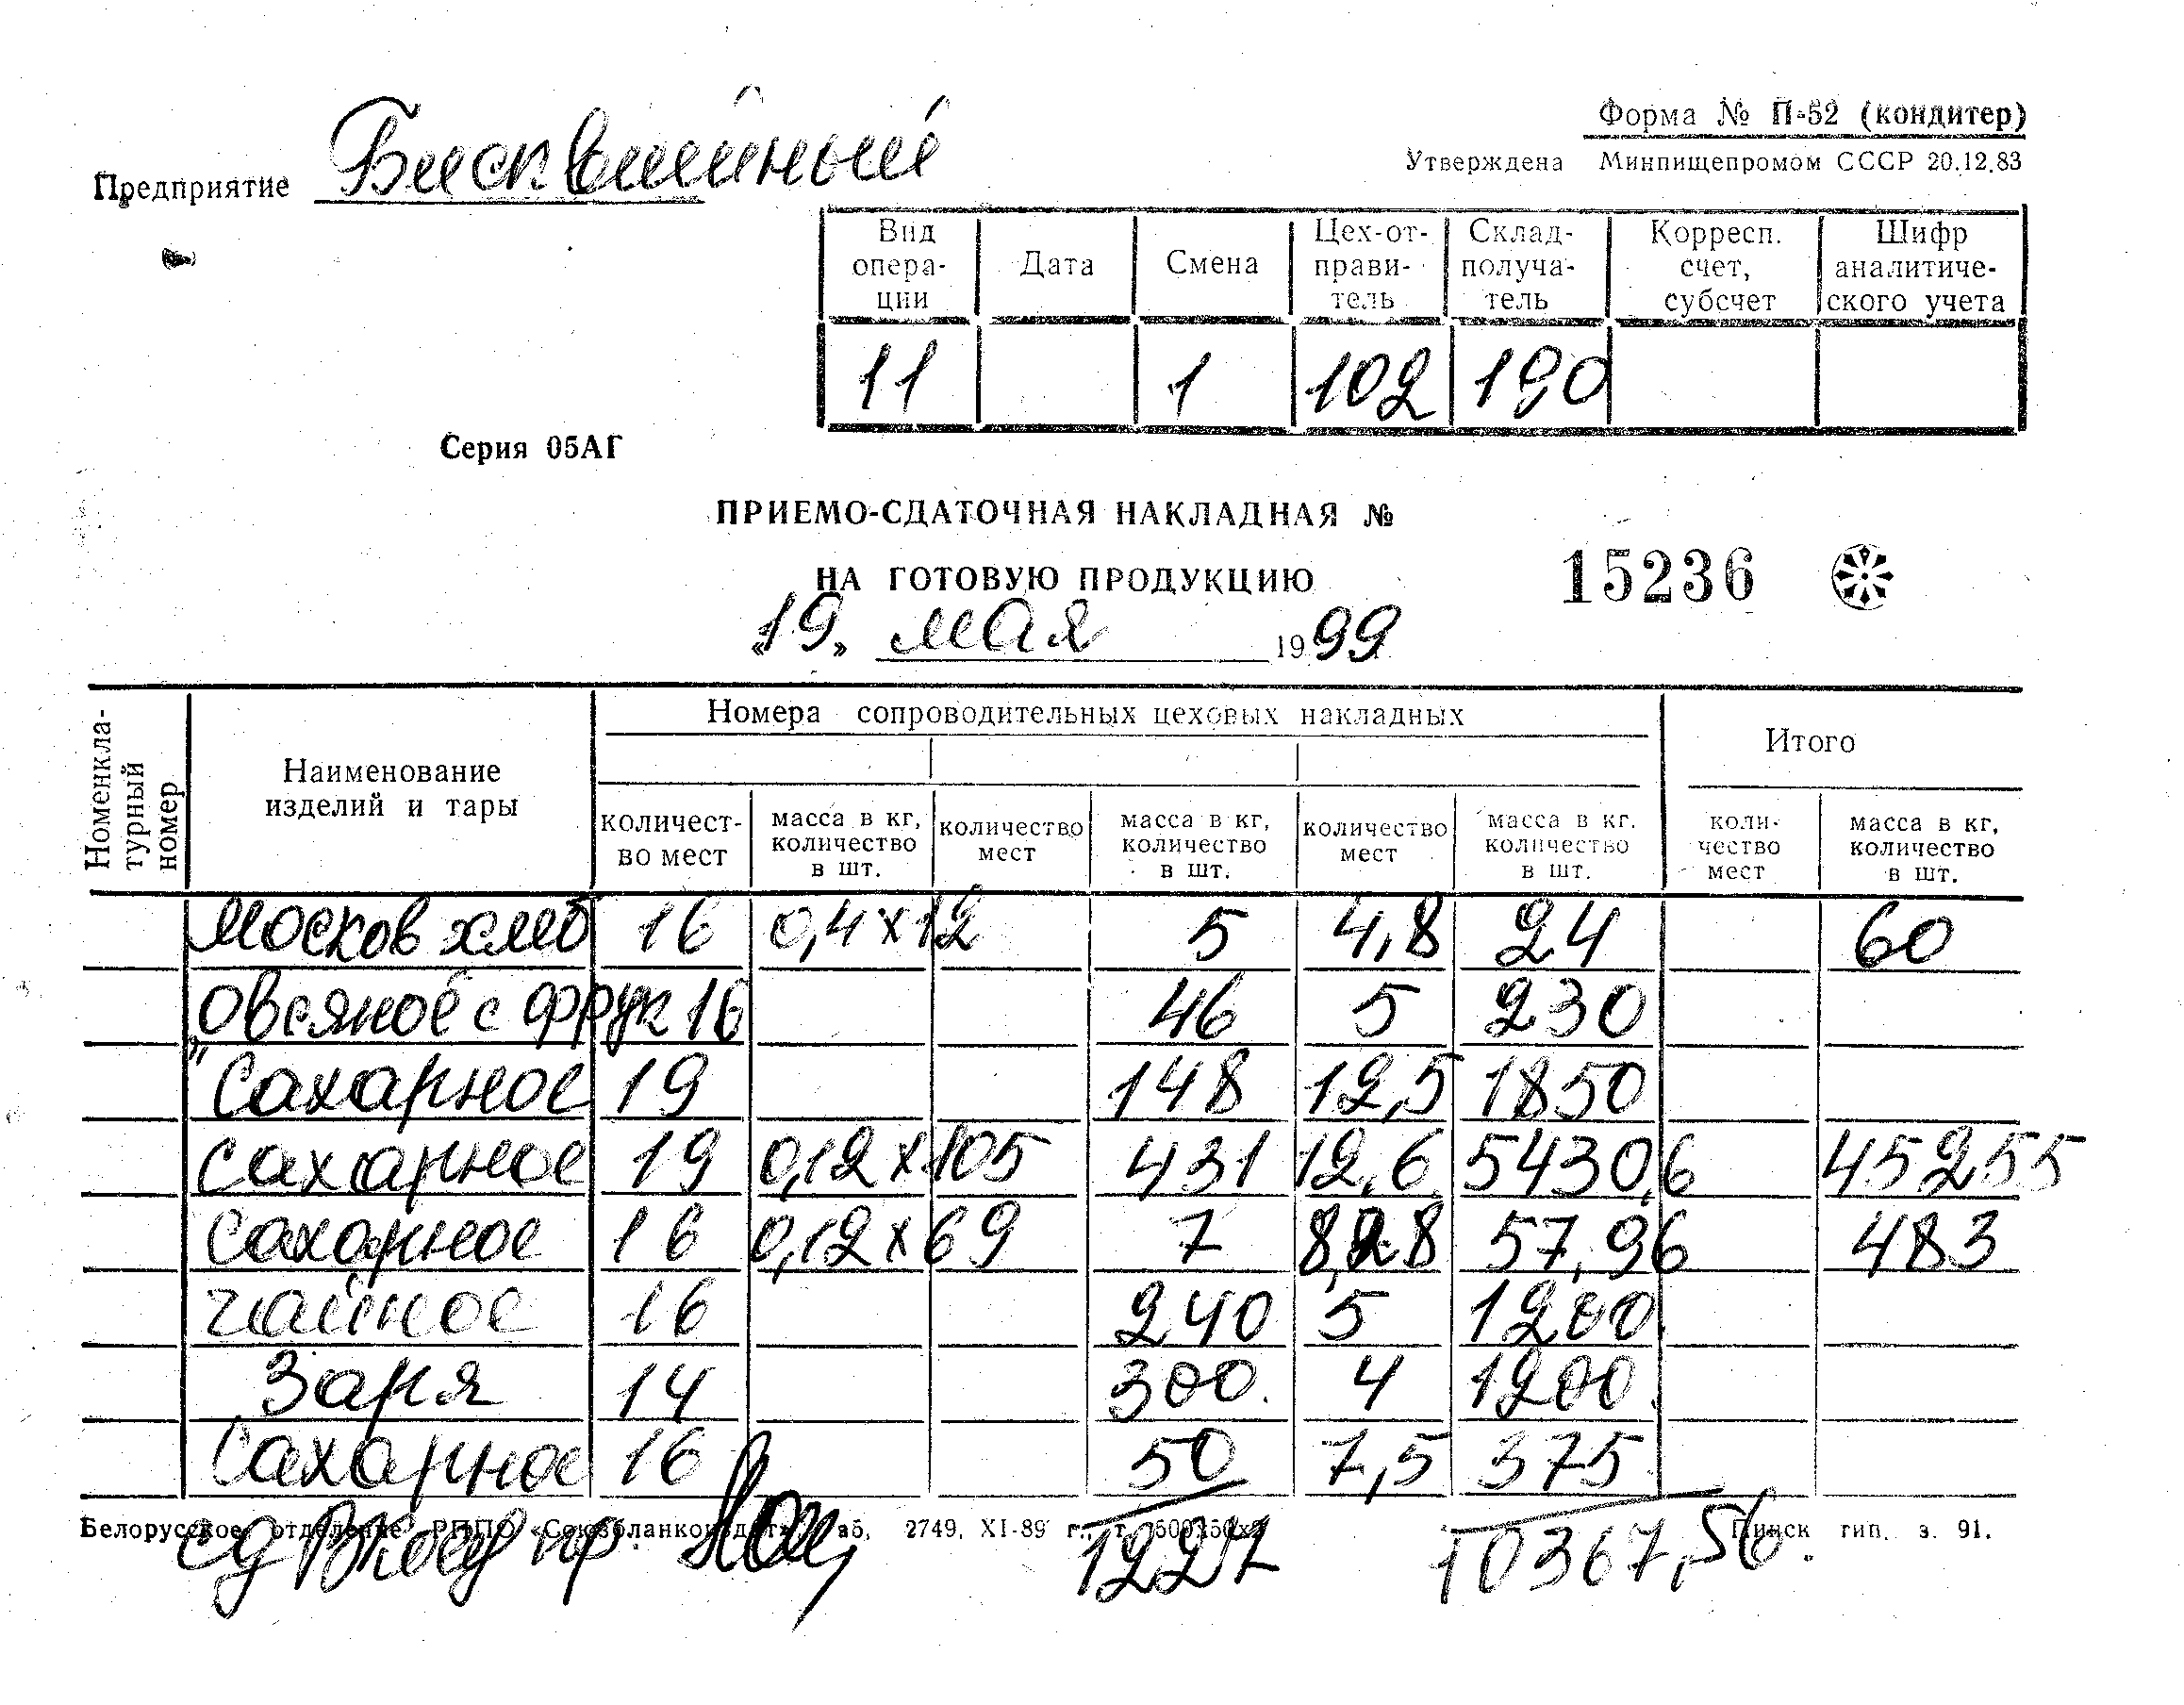 Форма № П-52 (кондитер)
Предприятие Бисквитный
Утверждена Минпищепромом СССР 20.12.83
Вид операции Дата Смена Цех-отправитель Склад-получатель Корресп. счет, субсчет Шифр аналитического учета
11 1 102 190
Серия 05АГ
ПРИЕМО-СДАТОЧНАЯ НАКЛАДНАЯ №
НА ГОТОВУЮ ПРОДУКЦИЮ 15236
«19» мая 1999
Номенклатурный номер Наименование изделий и тары Номера сопроводительных цеховых накладных Итого
количество мест масса в кг, количество в шт. количество мест масса в кг, количество в шт. количество мест масса в кг, количество в шт. количество мест масса в кг, количество в шт.
Москов хлеб 16 0,4 х 12 5 4,8 24 60
Овсяное с фрук 16 46 5 230
"Сахарное 19 148 12,5 1850
Сахарное 19 0,12 х 105 431 12,6 5430,6 45255
Сахарное 16 0,12 х 69 7 8,28 57,96 483
Чайное 16 240 5 1200
Заря 14 300. 4 1200.
Сахарное 16 50 7,5 375
Белорусское отделение РППО Союзбланкоиздат 2749, XI-89 г. Пинск тип. з. 91.
1227 10367,56.